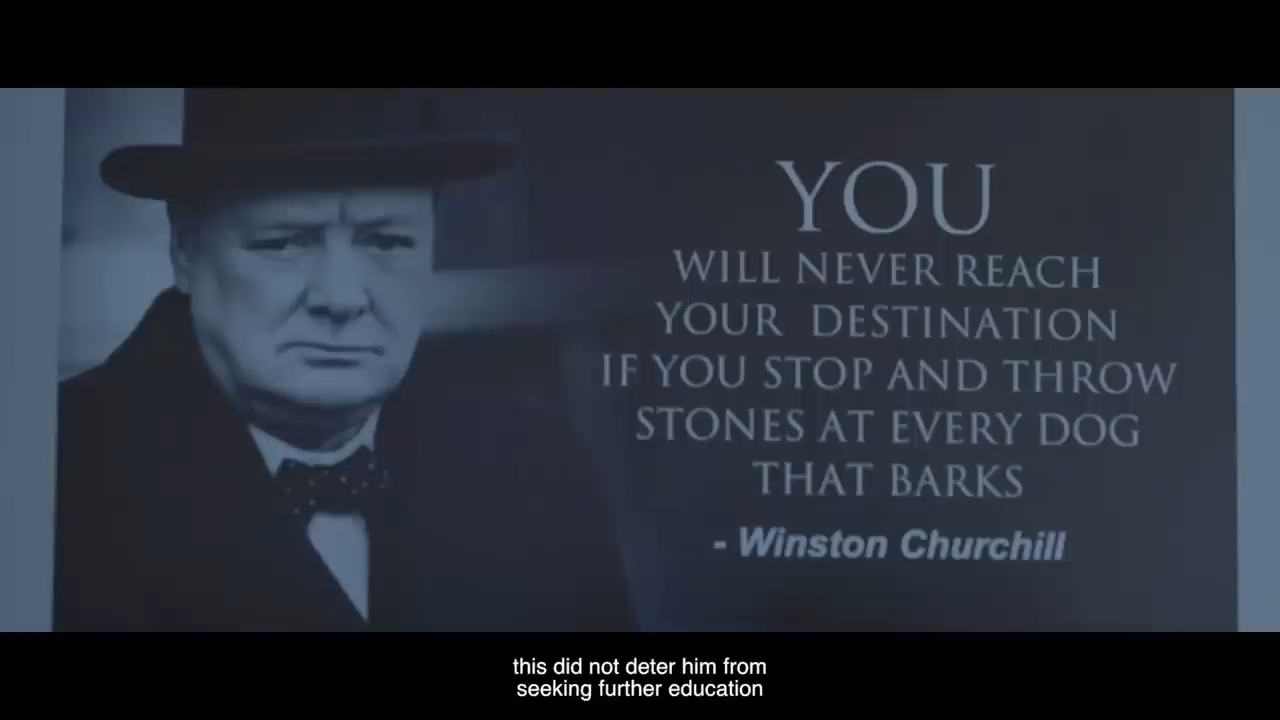 YOU
WILL NEVER REACH
YOUR DESTINATION
IF YOU STOP AND THROW
STONES AT EVERY DOG
THAT BARKS
- Winston Churchill
this did not deter him from
seeking further education